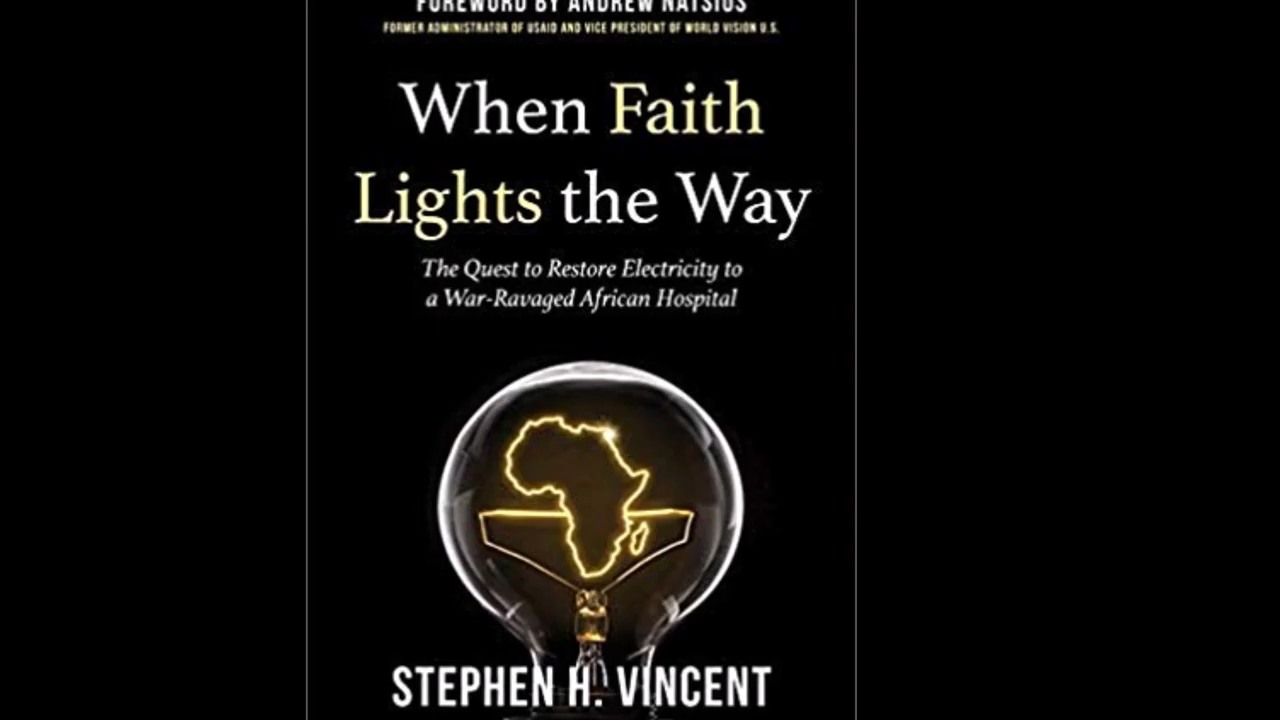 FOREWORD BY ANDREW NATSIOS
FORMER ADMINISTRATOR OF USAID AND VICE PRESIDENT OF WORLD VISION U.S.
When Faith
Lights the Way
The Quest to Restore Electricity to
a War-Ravaged African Hospital
STEPHEN H. VINCENT